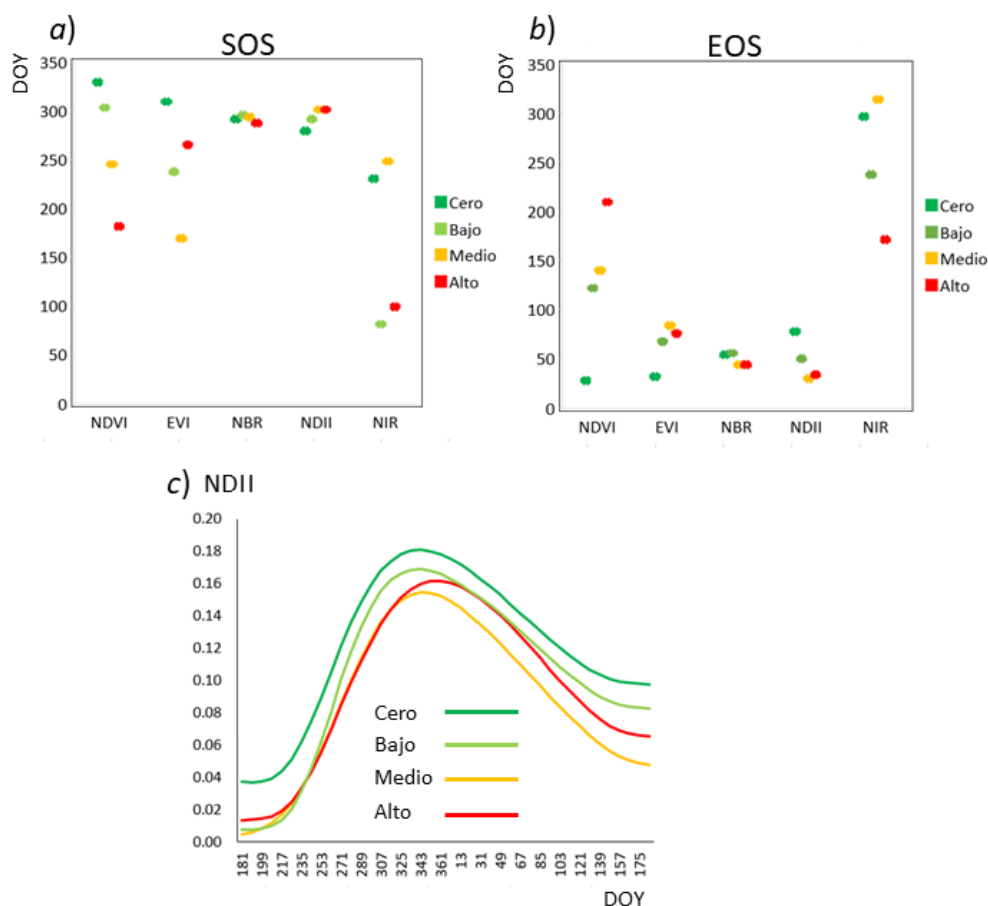 a)
SOS
DOY
350
300
250
200
150
100
50
0
NDVI EVI NBR NDII NIR
Cero
Bajo
Medio
Alto
b)
EOS
DOY
350
300
250
200
150
100
50
0
NDVI EVI NBR NDII NIR
Cero
Bajo
Medio
Alto
c) NDII
0.20
0.18
0.16
0.14
0.12
0.10
0.08
0.06
0.04
0.02
0.00
Cero
Bajo
Medio
Alto
181 199 217 235 253 271 289 307 325 343 361 13 31 49 67 85 103 121 139 157 175
DOY